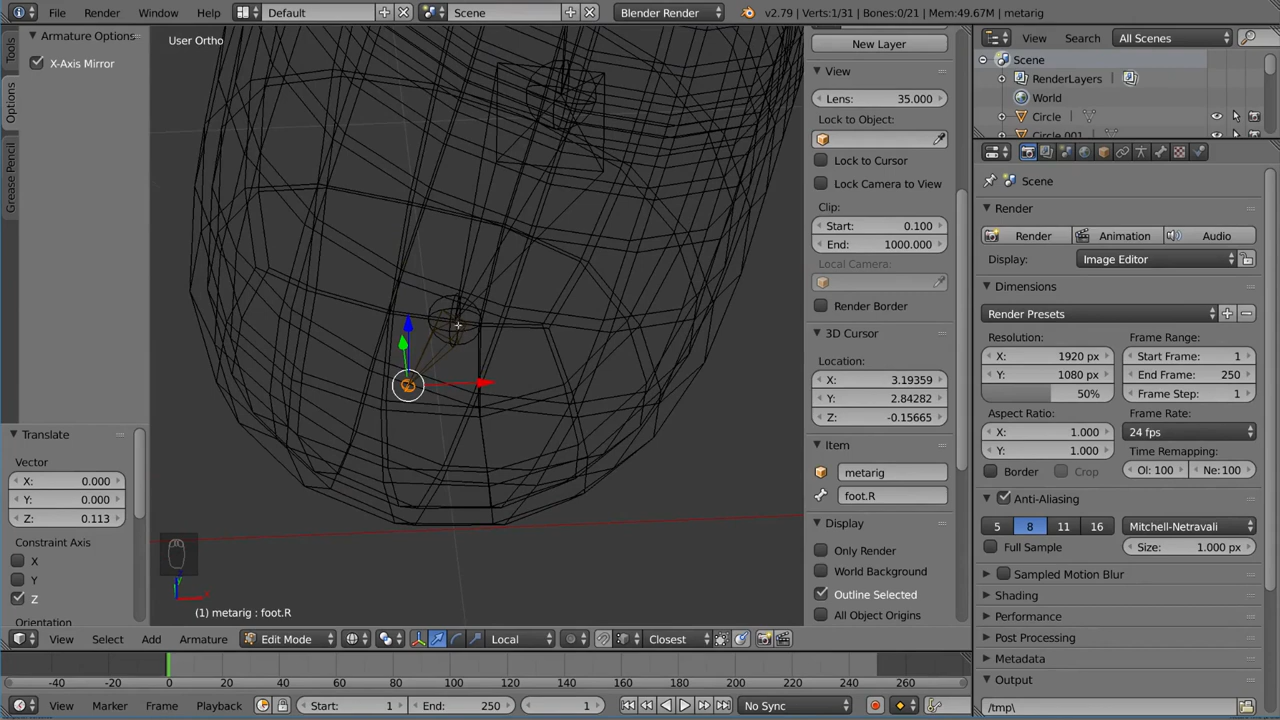 File Render Window Help Default Scene Blender Render v2.79 | Verts:1/31 | Bones:0/21 | Mem:49.67M | metarig
Tools
Options
Grease Pencil
Armature Options
X-Axis Mirror
Translate
Vector
X: 0.000
Y: 0.000
Z: 0.113
Constraint Axis
X
Y
Z
Orientation
User Ortho
(1) metarig : foot.R
New Layer
View
Lens: 35.000
Lock to Object:
Lock to Cursor
Lock Camera to View
Clip:
Start: 0.100
End: 1000.000
Local Camera:
Render Border
3D Cursor
Location:
X: 3.19359
Y: 2.84282
Z: -0.15665
Item
metarig
foot.R
Display
Only Render
World Background
Outline Selected
All Object Origins
View Search All Scenes
Scene
RenderLayers
World
Circle
Circle.001
Scene
Render
Render Animation Audio
Display: Image Editor
Dimensions
Render Presets
Resolution: Frame Range:
X: 1920 px Start Frame: 1
Y: 1080 px End Frame: 250
50% Frame Step: 1
Aspect Ratio: Frame Rate:
X: 1.000 24 fps
Y: 1.000 Time Remapping:
Border Crop Ol: 100 Ne: 100
Anti-Aliasing
5 8 11 16 Mitchell-Netravali
Full Sample Size: 1.000 px
Sampled Motion Blur
Shading
Performance
Post Processing
Metadata
Output
/tmp\
View Select Add Armature Edit Mode Local Closest
-40 -20 0 20 40 60 80 100 120 140 160 180 200 220 240 260
View Marker Frame Playback Start: 1 End: 250 1 No Sync